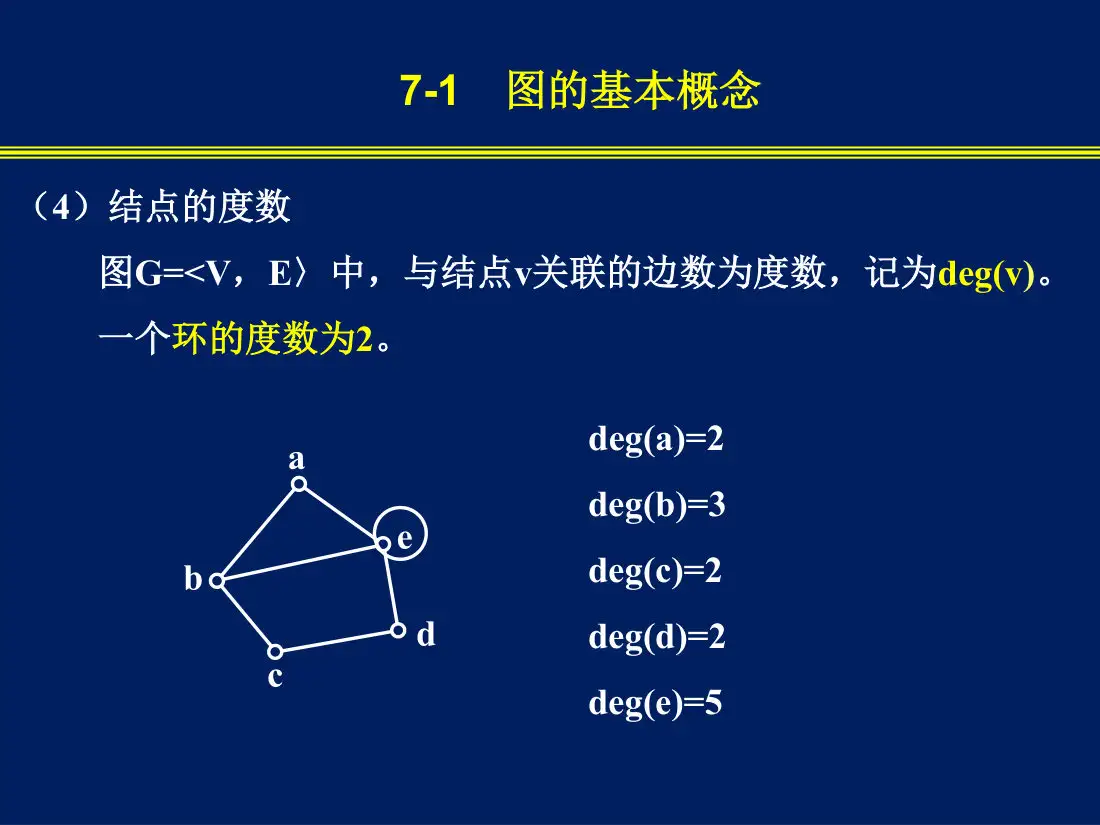 7-1 图的基本概念
（4）结点的度数
图G=<V，E〉中，与结点v关联的边数为度数，记为deg(v)。
一个环的度数为2。
a
e
b
d
c
deg(a)=2
deg(b)=3
deg(c)=2
deg(d)=2
deg(e)=5